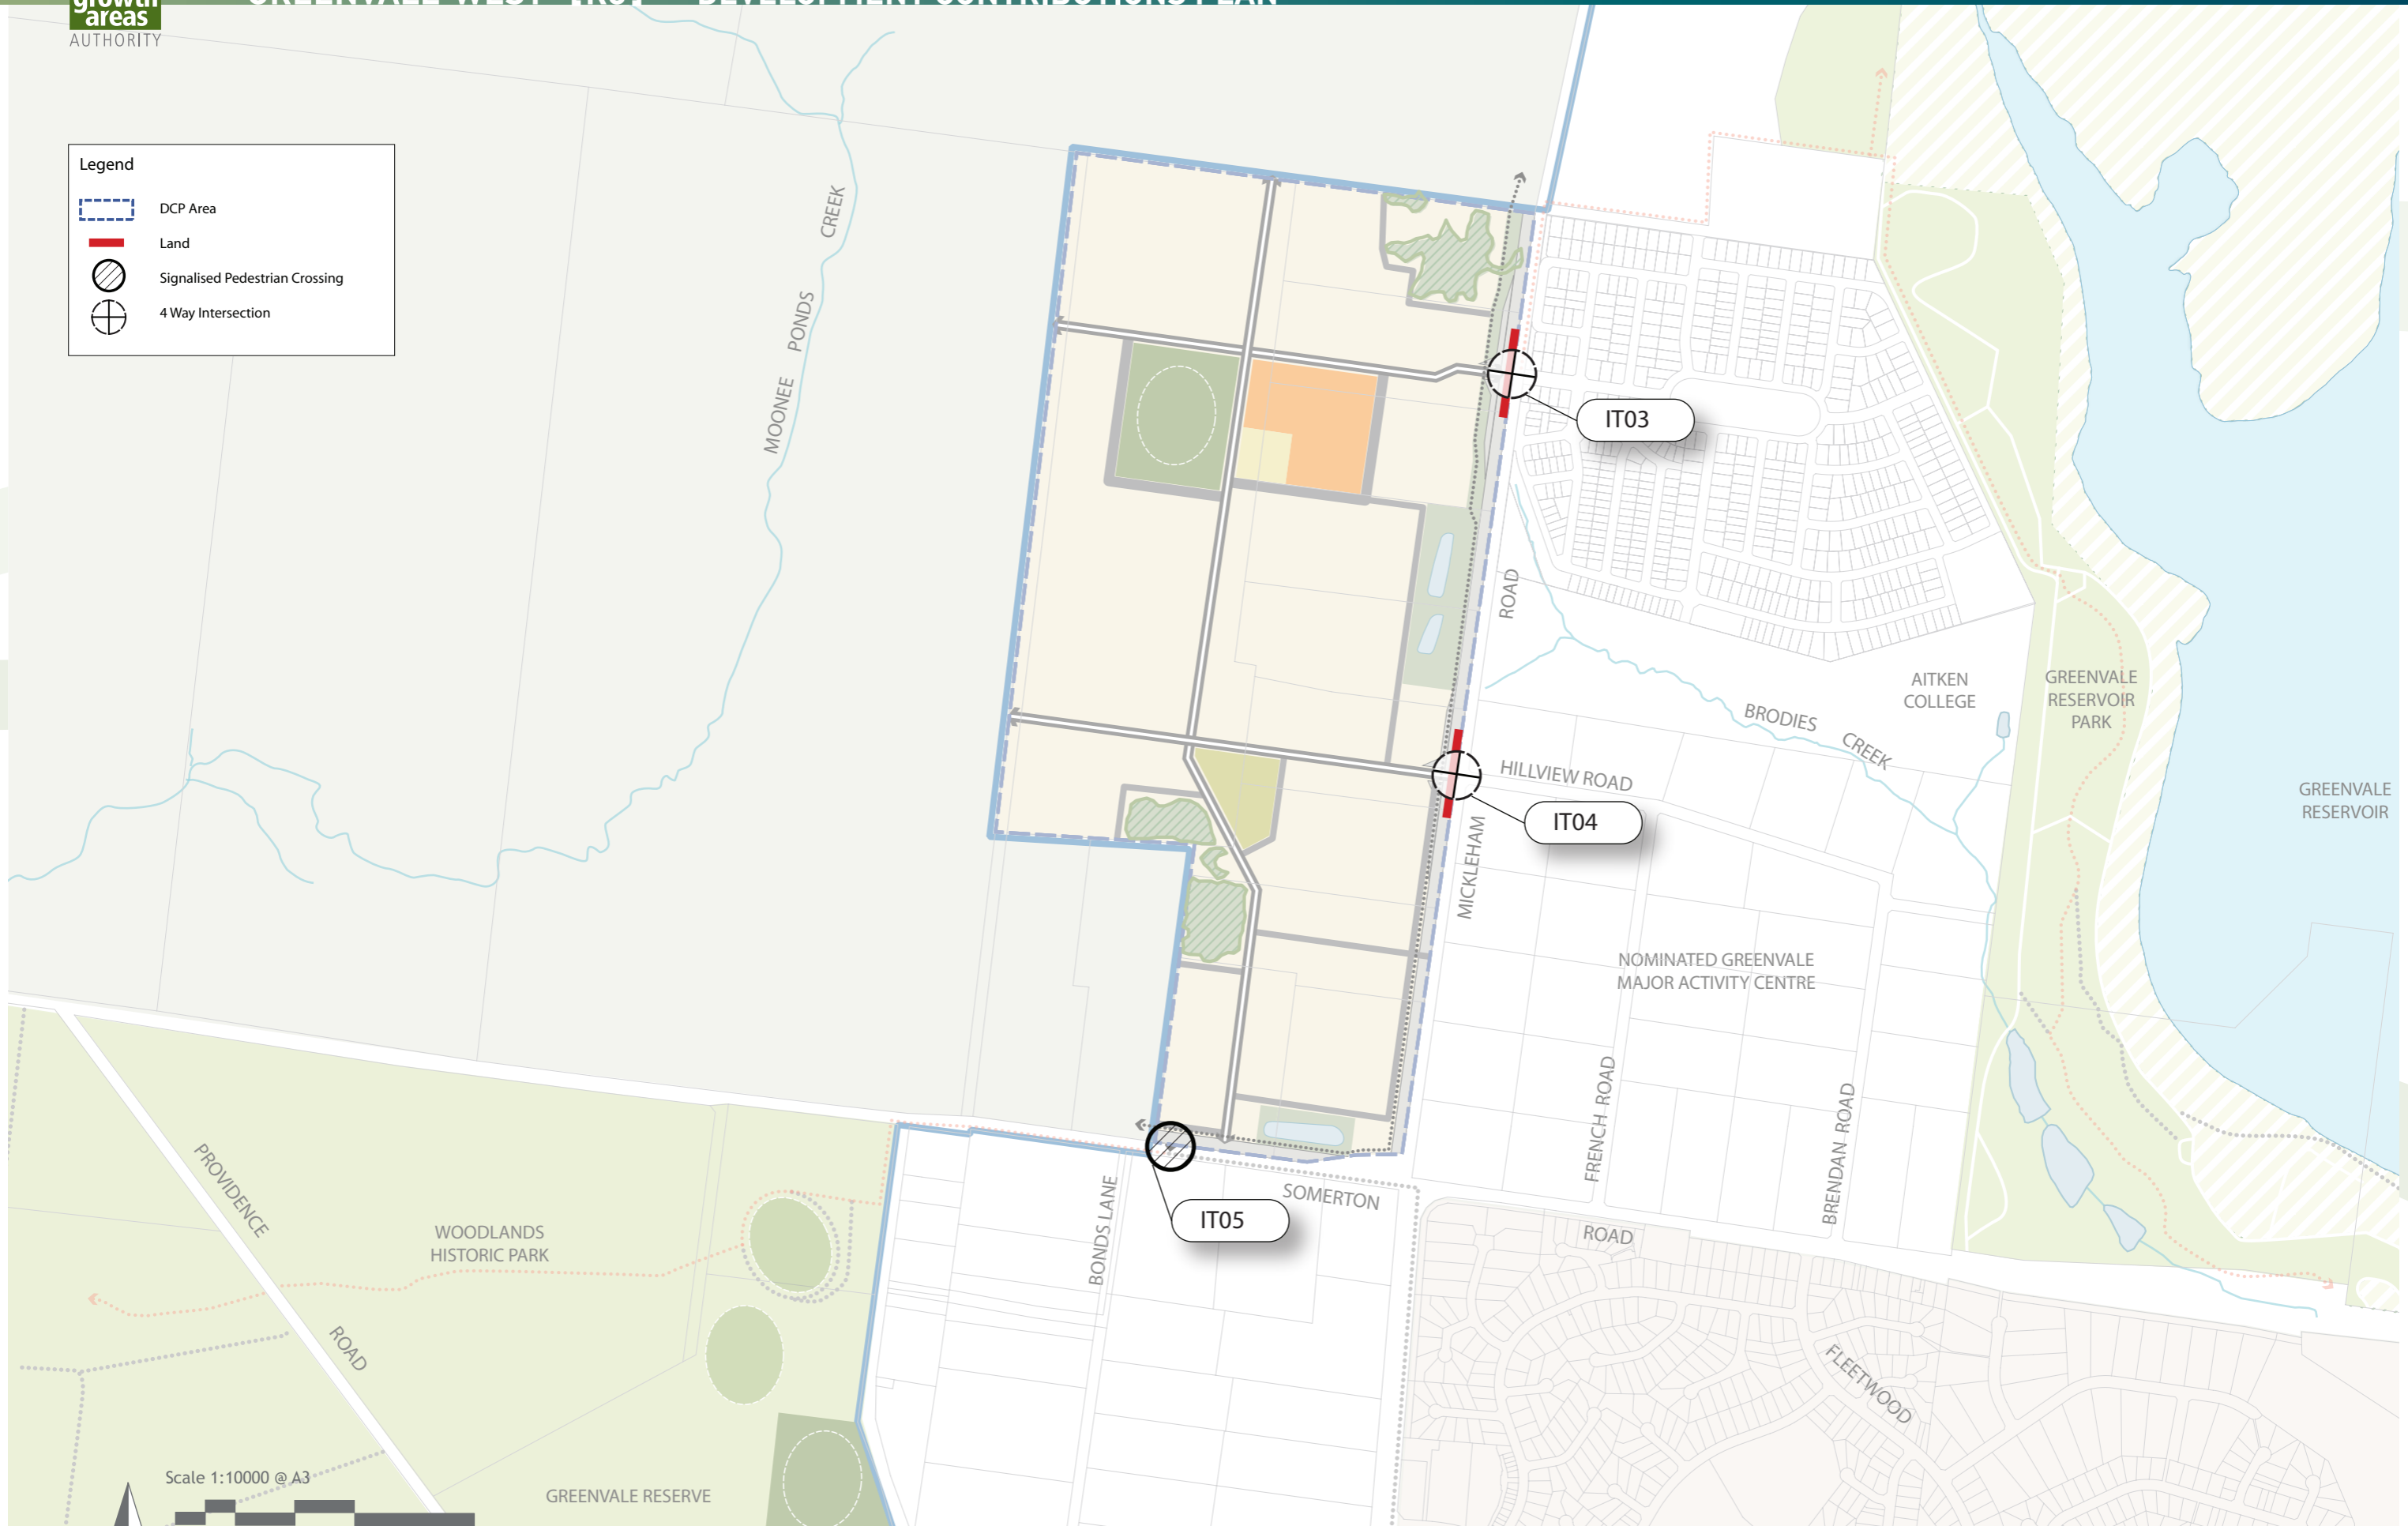 growth
areas
AUTHORITY
Legend
DCP Area
Land
Signalised Pedestrian Crossing
4 Way Intersection
MOONEE PONDS CREEK
IT03
ROAD
AITKEN
COLLEGE
GREENVALE
RESERVOIR
PARK
BRODIES CREEK
HILLVIEW ROAD
GREENVALE
RESERVOIR
IT04
MICKLEHAM
NOMINATED GREENVALE
MAJOR ACTIVITY CENTRE
FRENCH ROAD
BRENDAN ROAD
PROVIDENCE
ROAD
WOODLANDS
HISTORIC PARK
BONDS LANE
IT05
SOMERTON
ROAD
FLEETWOOD
Scale 1:10000 @ A3
GREENVALE RESERVE